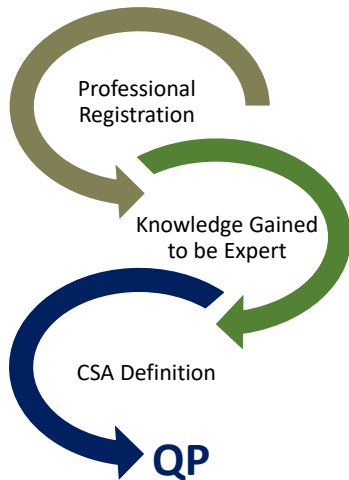 Professional
Registration
Knowledge Gained
to be Expert
CSA Definition
QP